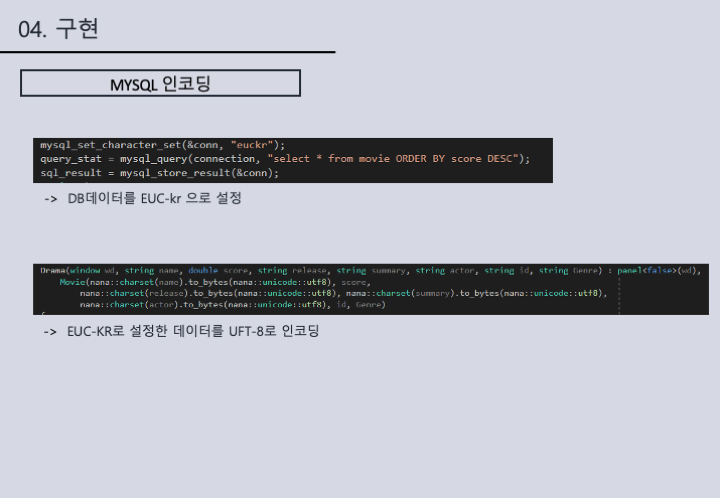 04. 구현
MYSQL 인코딩
mysql_set_character_set(&conn, "euckr");
query_stat = mysql_query(connection, "select * from movie ORDER BY score DESC");
sql_result = mysql_store_result(&conn);
-> DB데이터를 EUC-kr 으로 설정
Drama(window wd, string name, double score, string release, string summary, string actor, string id, string Genre) : panel<false>(wd),
Movie(nana::charset(name).to_bytes(nana::unicode::utf8), score,
nana::charset(release).to_bytes(nana::unicode::utf8), nana::charset(summary).to_bytes(nana::unicode::utf8),
nana::charset(actor).to_bytes(nana::unicode::utf8), id, Genre)
-> EUC-KR로 설정한 데이터를 UFT-8로 인코딩